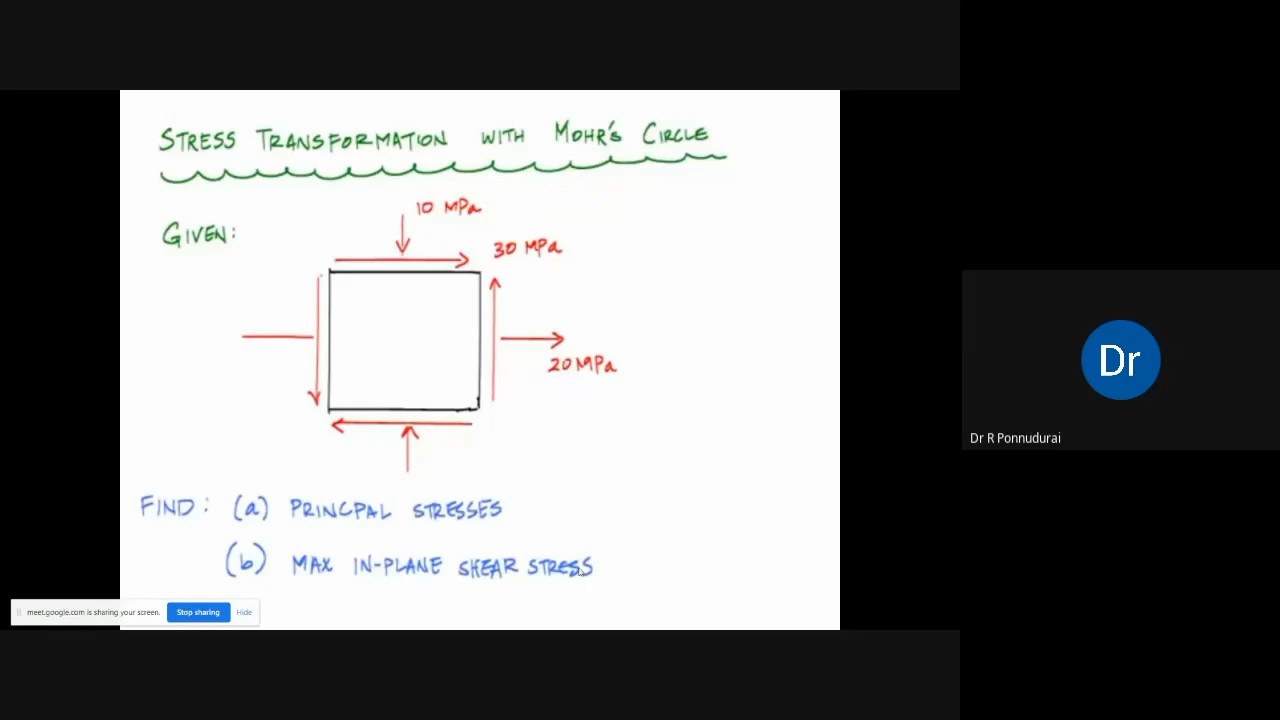 STRESS TRANSFORMATION WITH MOHR'S CIRCLE
10 MPa
GIVEN:
30 MPa
20 MPa
FIND: (a) PRINCPAL STRESSES
(b) MAX IN-PLANE SHEAR STRESS
meet.google.com is sharing your screen. Stop sharing Hide
Dr
Dr R Ponnudurai